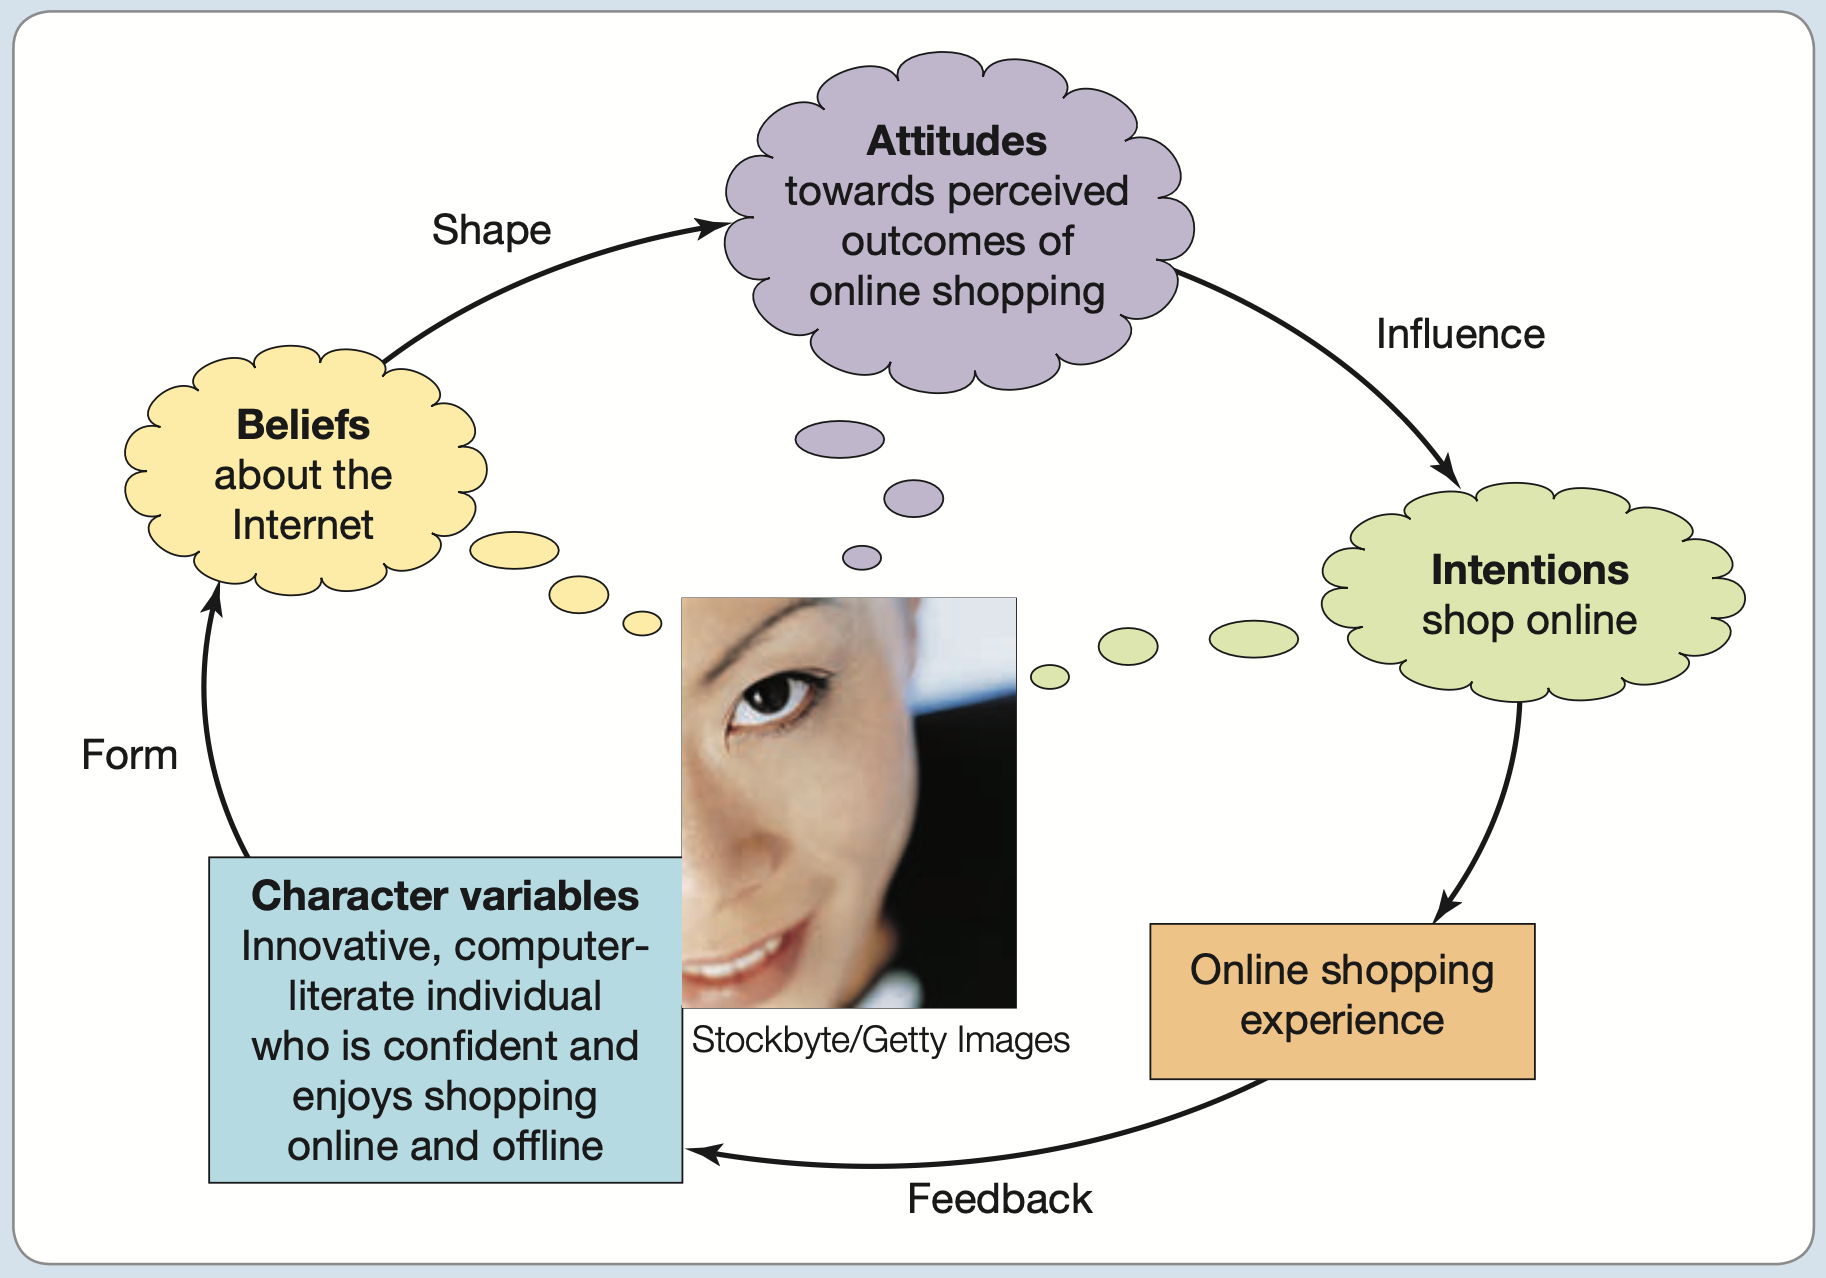 Attitudes
towards perceived
outcomes of
online shopping
Shape
Influence
Beliefs
about the
Internet
Intentions
shop online
Form
Character variables
Innovative, computer-
literate individual
who is confident and
enjoys shopping
online and offline
Online shopping
experience
Stockbyte/Getty Images
Feedback